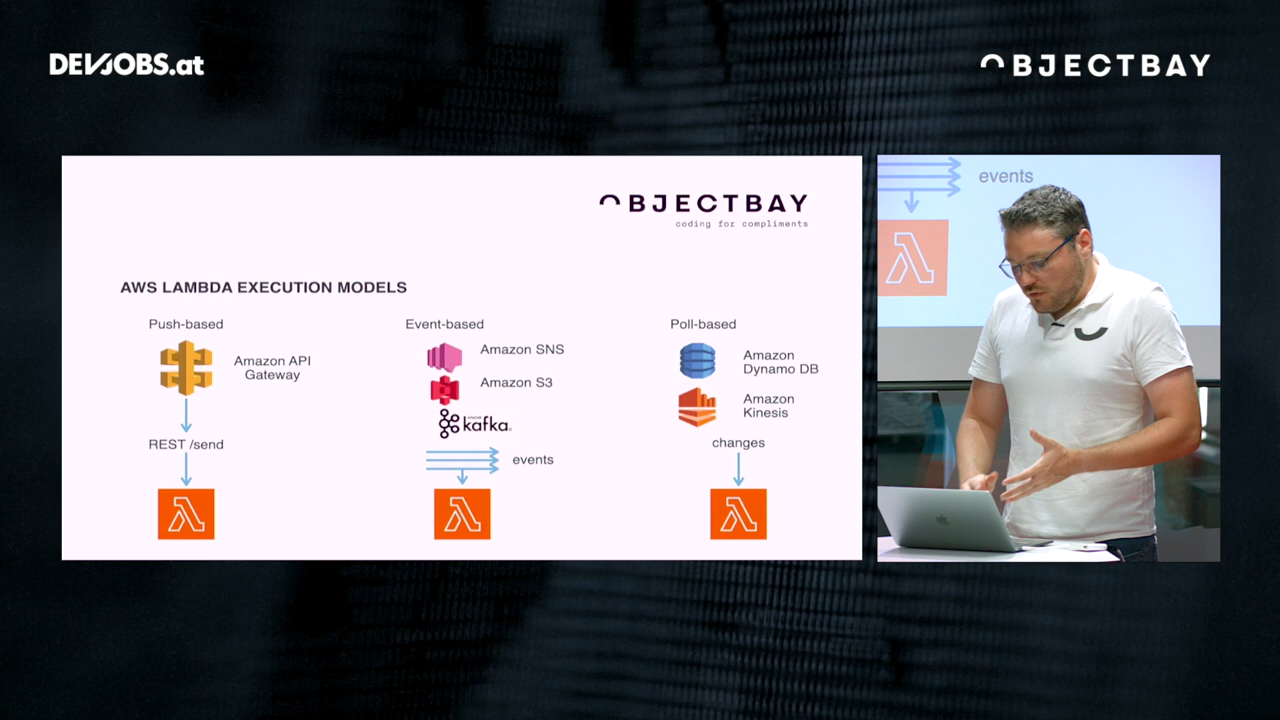 DEVJOBS.at
OBJECTBAY
OBJECTBAY
coding for compliments
AWS LAMBDA EXECUTION MODELS
Push-based
Amazon API
Gateway
REST /send
Event-based
Amazon SNS
Amazon S3
APACHE
kafka
events
Poll-based
Amazon
Dynamo DB
Amazon
Kinesis
changes
events